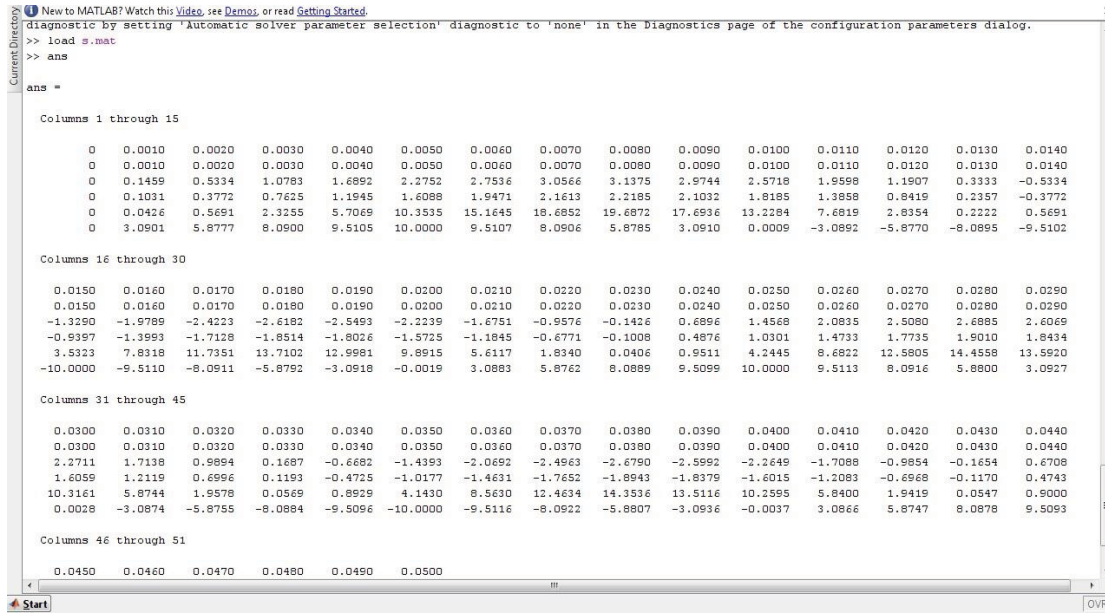 New to MATLAB? Watch this Video, see Demos, or read Getting Started.
diagnostic by setting 'Automatic solver parameter selection' diagnostic to 'none' in the Diagnostics page of the configuration parameters dialog.
Current Directory
>> load s.mat
>> ans
ans =
Columns 1 through 15
0 0.0010 0.0020 0.0030 0.0040 0.0050 0.0060 0.0070 0.0080 0.0090 0.0100 0.0110 0.0120 0.0130 0.0140
0 0.0010 0.0020 0.0030 0.0040 0.0050 0.0060 0.0070 0.0080 0.0090 0.0100 0.0110 0.0120 0.0130 0.0140
0 0.1459 0.5334 1.0783 1.6892 2.2752 2.7536 3.0566 3.1375 2.9744 2.5718 1.9598 1.1907 0.3333 -0.5334
0 0.1031 0.3772 0.7625 1.1945 1.6088 1.9471 2.1613 2.2185 2.1032 1.8185 1.3858 0.8419 0.2357 -0.3772
0 0.0426 0.5691 2.3255 5.7069 10.3535 15.1645 18.6852 19.6872 17.6936 13.2284 7.6819 2.8354 0.2222 0.5691
0 3.0901 5.8777 8.0900 9.5105 10.0000 9.5107 8.0906 5.8785 3.0910 0.0009 -3.0892 -5.8770 -8.0895 -9.5102
Columns 16 through 30
0.0150 0.0160 0.0170 0.0180 0.0190 0.0200 0.0210 0.0220 0.0230 0.0240 0.0250 0.0260 0.0270 0.0280 0.0290
0.0150 0.0160 0.0170 0.0180 0.0190 0.0200 0.0210 0.0220 0.0230 0.0240 0.0250 0.0260 0.0270 0.0280 0.0290
-1.3290 -1.9789 -2.4223 -2.6182 -2.5493 -2.2239 -1.6751 -0.9576 -0.1426 0.6896 1.4568 2.0835 2.5080 2.6885 2.6069
-0.9397 -1.3993 -1.7128 -1.8514 -1.8026 -1.5725 -1.1845 -0.6771 -0.1008 0.4876 1.0301 1.4733 1.7735 1.9010 1.8434
3.5323 7.8318 11.7351 13.7102 12.9981 9.8915 5.6117 1.8340 0.0406 0.9511 4.2445 8.6822 12.5805 14.4558 13.5920
-10.0000 -9.5110 -8.0911 -5.8792 -3.0918 -0.0019 3.0883 5.8762 8.0889 9.5099 10.0000 9.5113 8.0916 5.8800 3.0927
Columns 31 through 45
0.0300 0.0310 0.0320 0.0330 0.0340 0.0350 0.0360 0.0370 0.0380 0.0390 0.0400 0.0410 0.0420 0.0430 0.0440
0.0300 0.0310 0.0320 0.0330 0.0340 0.0350 0.0360 0.0370 0.0380 0.0390 0.0400 0.0410 0.0420 0.0430 0.0440
2.2711 1.7138 0.9894 0.1687 -0.6682 -1.4393 -2.0692 -2.4963 -2.6790 -2.5992 -2.2649 -1.7088 -0.9854 -0.1654 0.6708
1.6059 1.2119 0.6996 0.1193 -0.4725 -1.0177 -1.4631 -1.7652 -1.8943 -1.8379 -1.6015 -1.2083 -0.6968 -0.1170 0.4743
10.3161 5.8744 1.9578 0.0569 0.8929 4.1430 8.5630 12.4634 14.3536 13.5116 10.2595 5.8400 1.9419 0.0547 0.9000
0.0028 -3.0874 -5.8755 -8.0884 -9.5096 -10.0000 -9.5116 -8.0922 -5.8807 -3.0936 -0.0037 3.0866 5.8747 8.0878 9.5093
Columns 46 through 51
0.0450 0.0460 0.0470 0.0480 0.0490 0.0500
Start
OVR